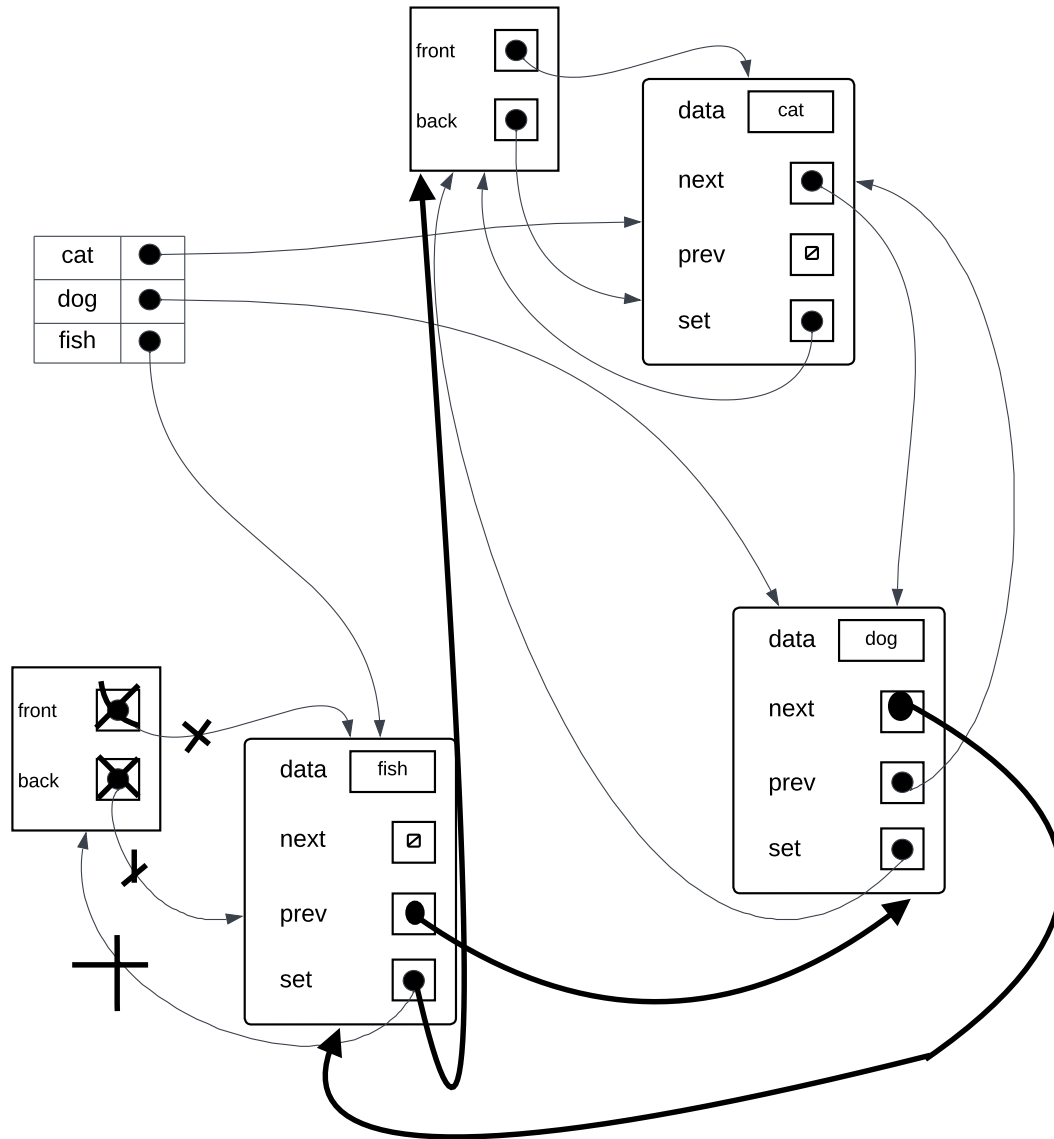 front
back
data cat
next
prev
set
cat
dog
fish
data dog
next
prev
set
front
back
data fish
next
prev
set